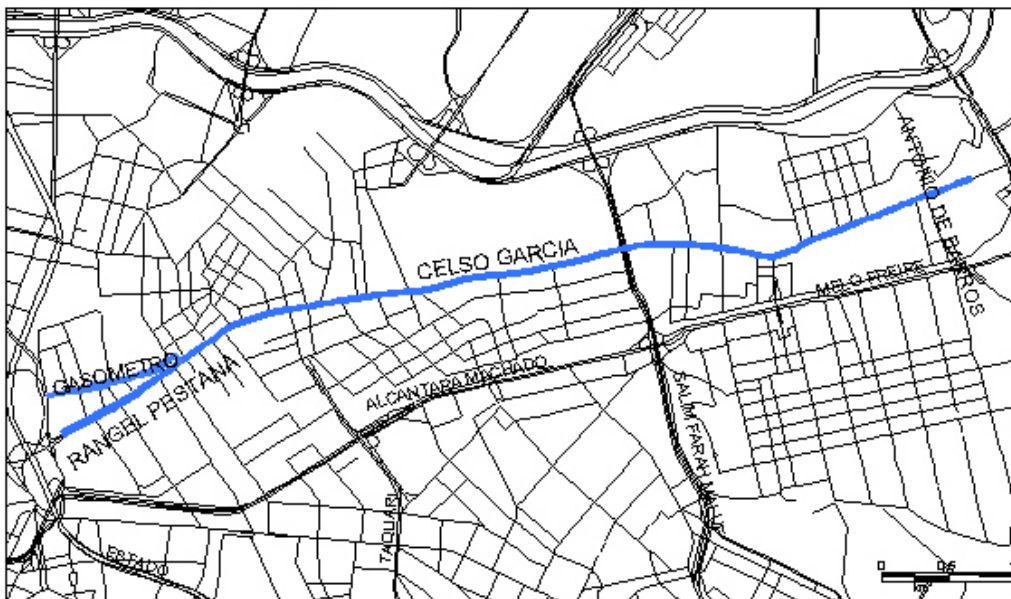 ANTONIO DE BARROS
CELSO GARCIA
MELO FREIRE
GASOMETRO
RANGEL PESTANA
ALCANTARA MACHADO
SALIM FARAH
TAQUARI
ESTADO
0 0.5